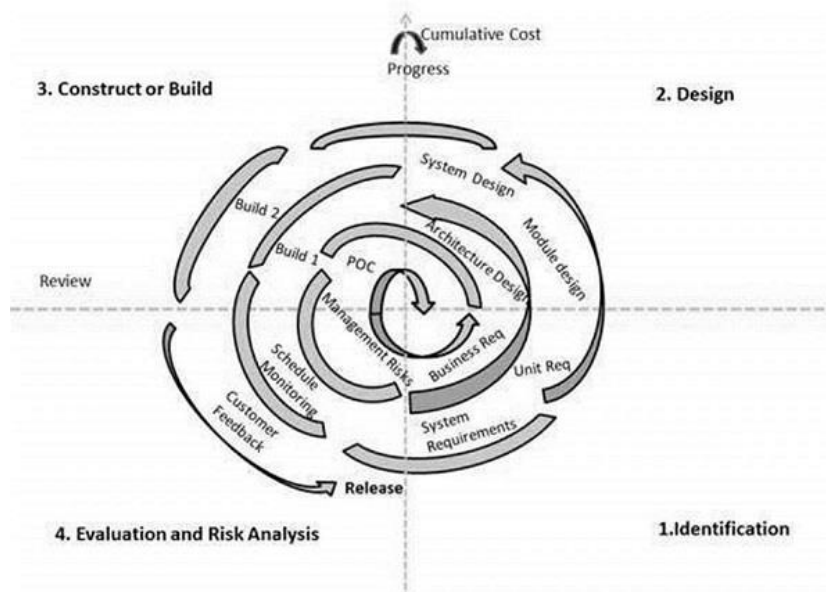 Cumulative Cost
Progress
3. Construct or Build
2. Design
System Design
Module design
Build 2
Architecture Design
Build 1
POC
Review
Management Risks
Business Req
Schedule
Monitoring
Unit Req
Customer
Feedback
System
Requirements
Release
4. Evaluation and Risk Analysis
1.Identification